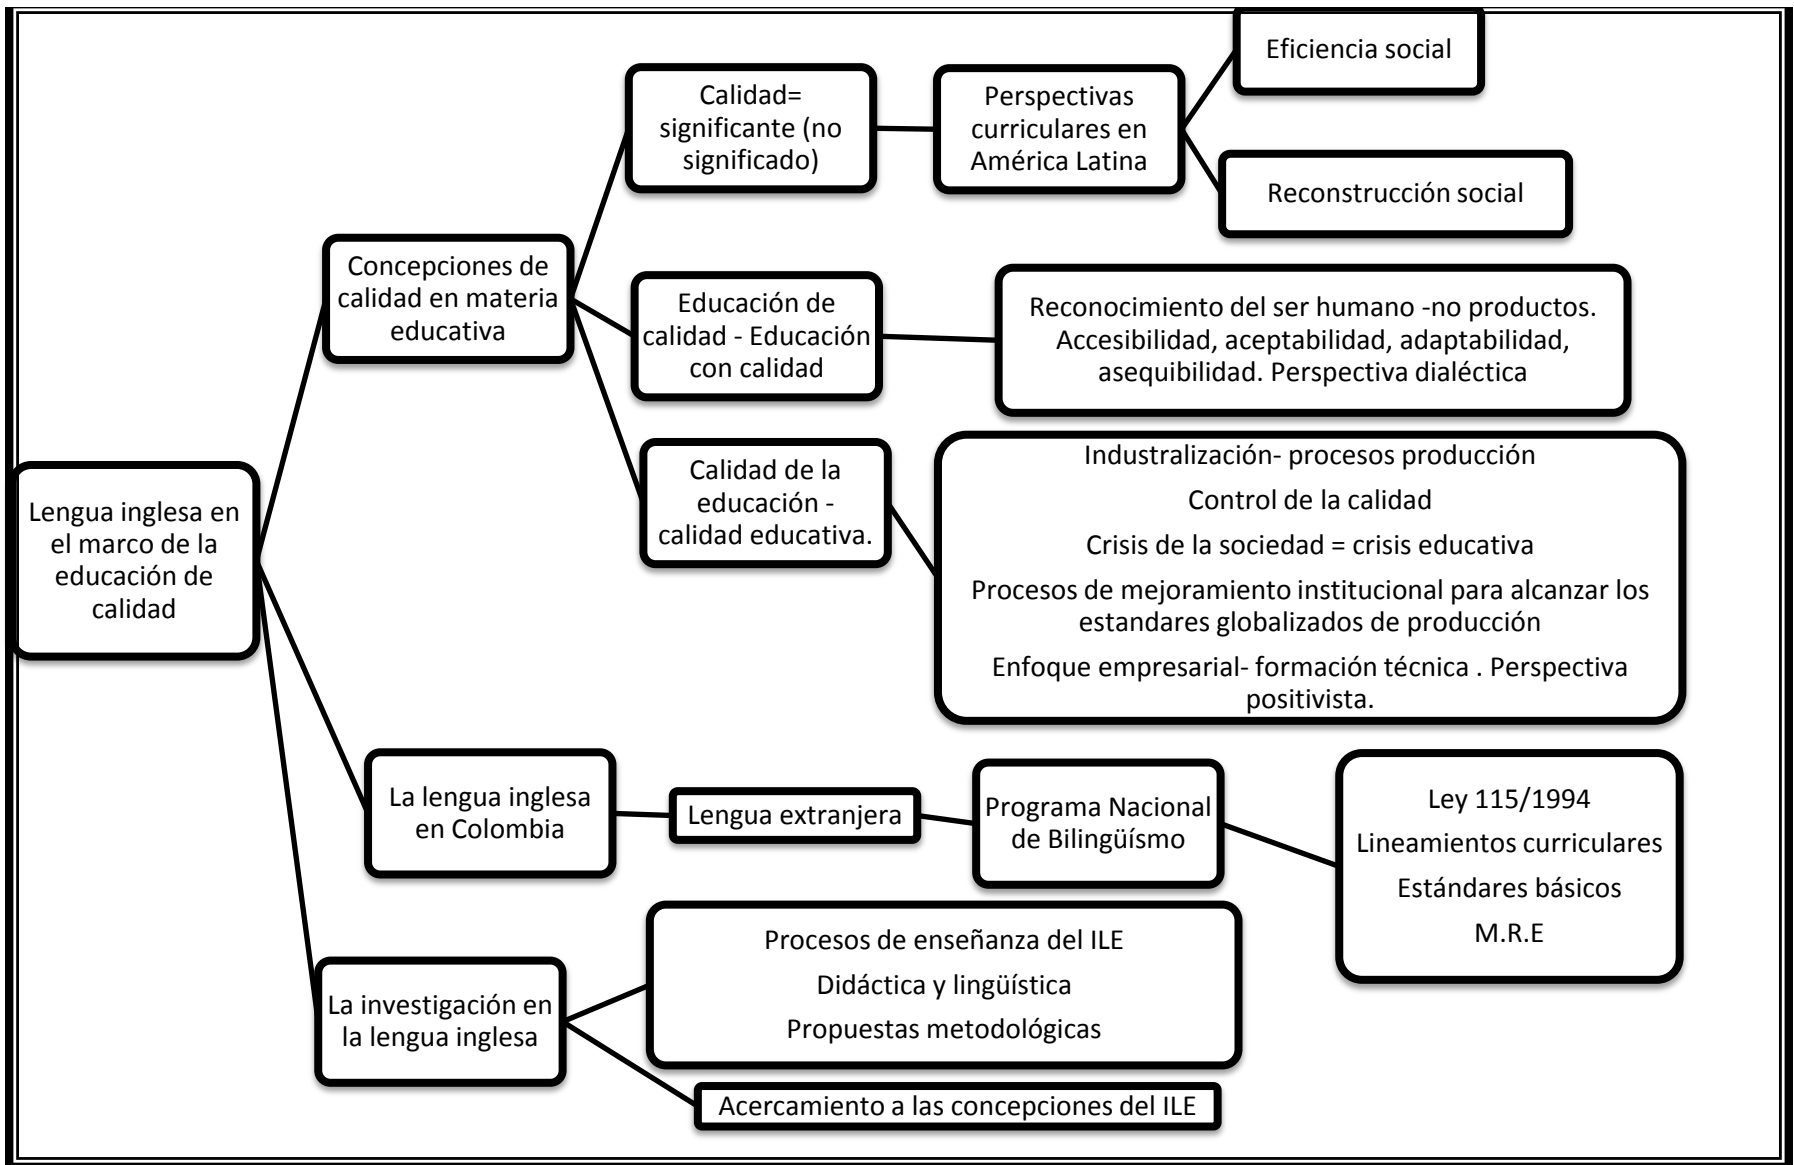 Lengua inglesa en
el marco de la
educación de
calidad
Concepciones de
calidad en materia
educativa
Calidad=
significante (no
significado)
Perspectivas
curriculares en
América Latina
Eficiencia social
Reconstrucción social
Educación de
calidad - Educación
con calidad
Reconocimiento del ser humano -no productos.
Accesibilidad, aceptabilidad, adaptabilidad,
asequibilidad. Perspectiva dialéctica
Calidad de la
educación -
calidad educativa.
Industralización- procesos producción
Control de la calidad
Crisis de la sociedad = crisis educativa
Procesos de mejoramiento institucional para alcanzar los
estandares globalizados de producción
Enfoque empresarial- formación técnica . Perspectiva
positivista.
La lengua inglesa
en Colombia
Lengua extranjera
Programa Nacional
de Bilingüísmo
Ley 115/1994
Lineamientos curriculares
Estándares básicos
M.R.E
La investigación en
la lengua inglesa
Procesos de enseñanza del ILE
Didáctica y lingüística
Propuestas metodológicas
Acercamiento a las concepciones del ILE